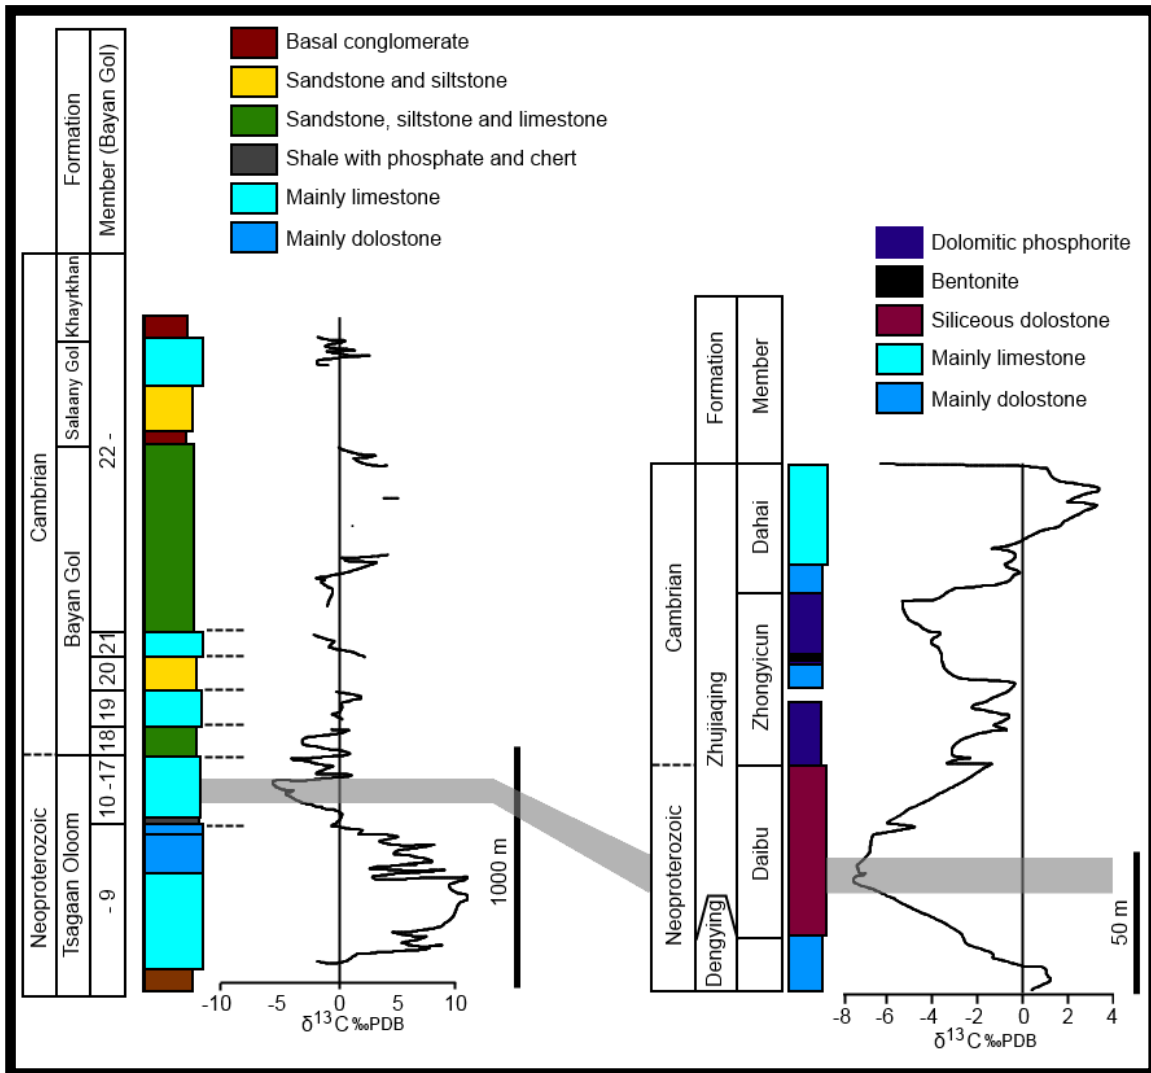 Formation
Member (Bayan Gol)
Basal conglomerate
Sandstone and siltstone
Sandstone, siltstone and limestone
Shale with phosphate and chert
Mainly limestone
Mainly dolostone
Cambrian
Neoproterozoic
Khayrkhan
Salaany Gol
Bayan Gol
Tsagaan Oloom
22 -
21
20
19
18
10 -17
- 9
1000 m
-10
-5
0
5
10
δ13C ‰PDB
Dolomitic phosphorite
Bentonite
Siliceous dolostone
Mainly limestone
Mainly dolostone
Formation
Member
Cambrian
Neoproterozoic
Zhujiaqing
Dengying
Dahai
Zhongyicun
Daibu
50 m
-8
-6
-4
-2
0
2
4
δ13C ‰PDB